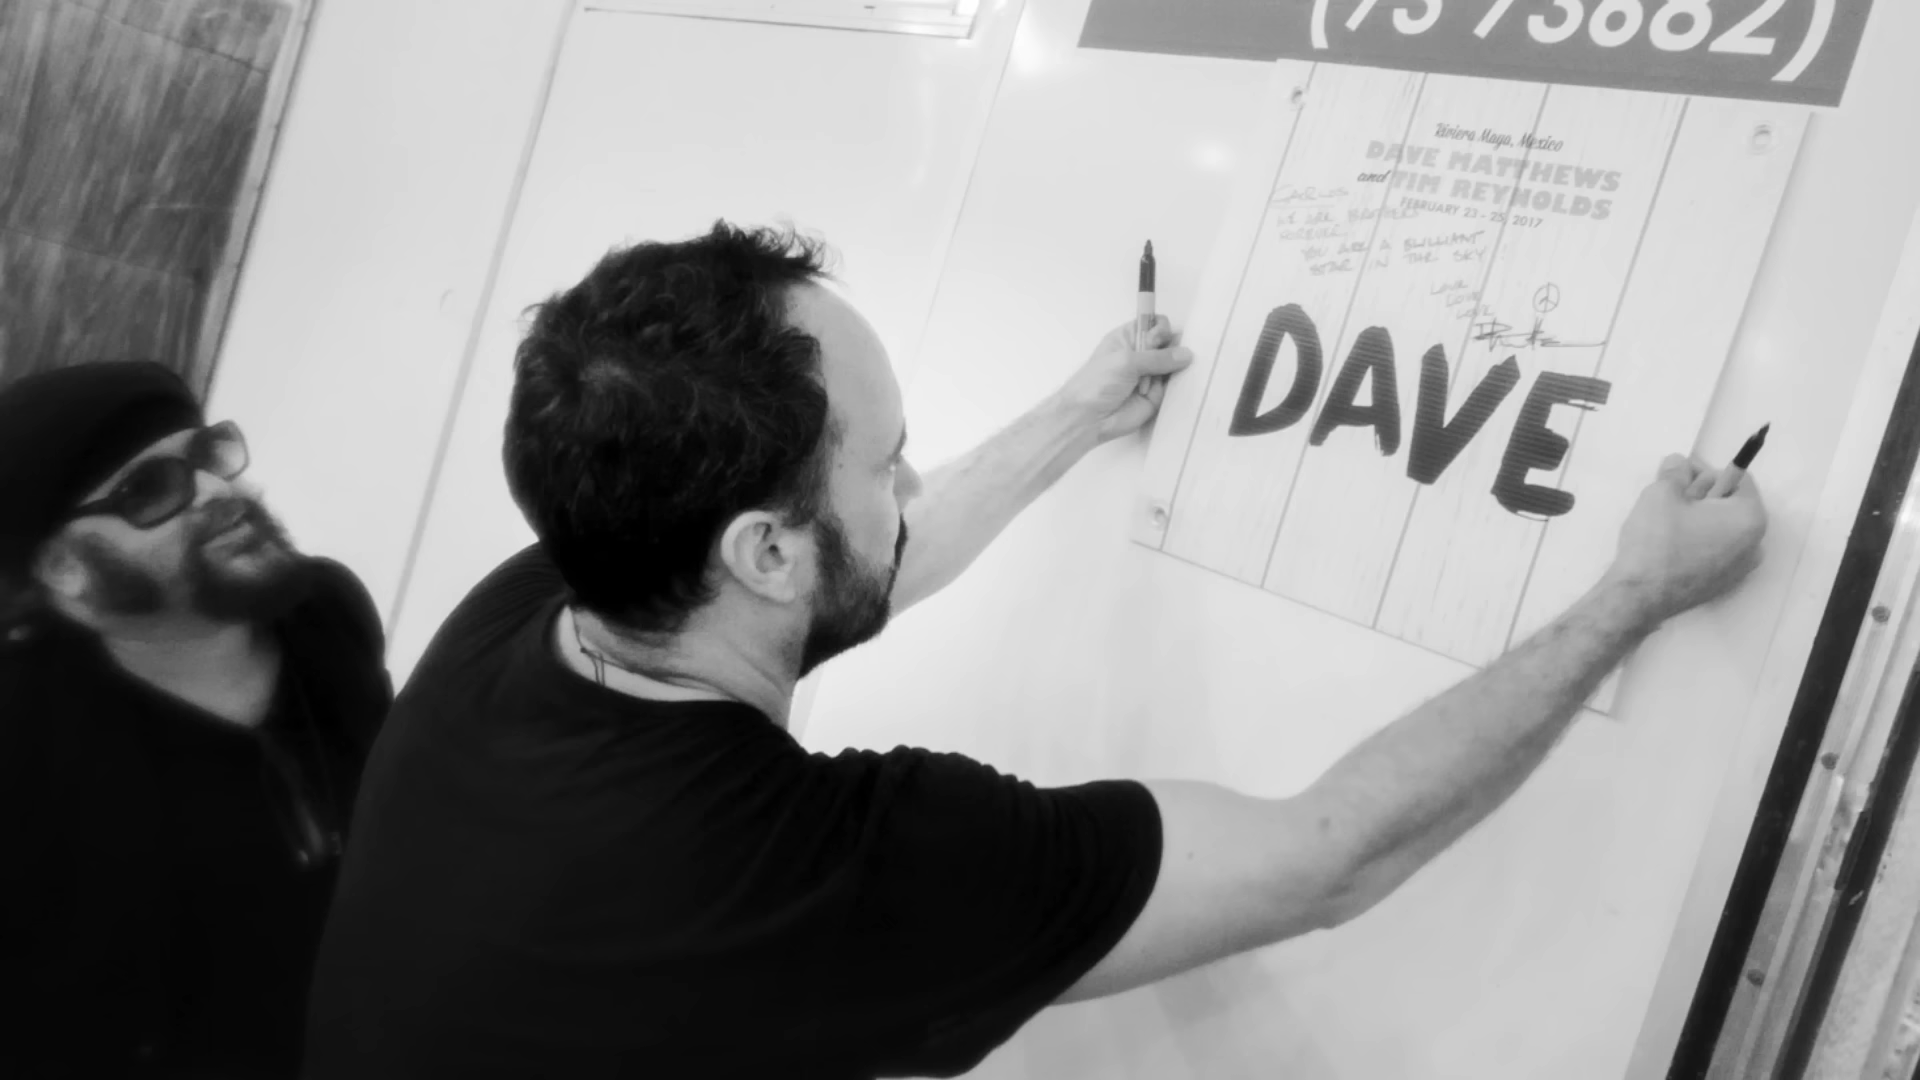 (75 73682)
Riviera Maya, Mexico
DAVE MATTHEWS
and TIM REYNOLDS
FEBRUARY 23 - 25, 2017
CARLOS
WE ARE BROTHERS
FOREVER.
YOU ARE A BRILLIANT
STAR IN THE SKY!
LOVE
LOVE
LOVE
DAVE